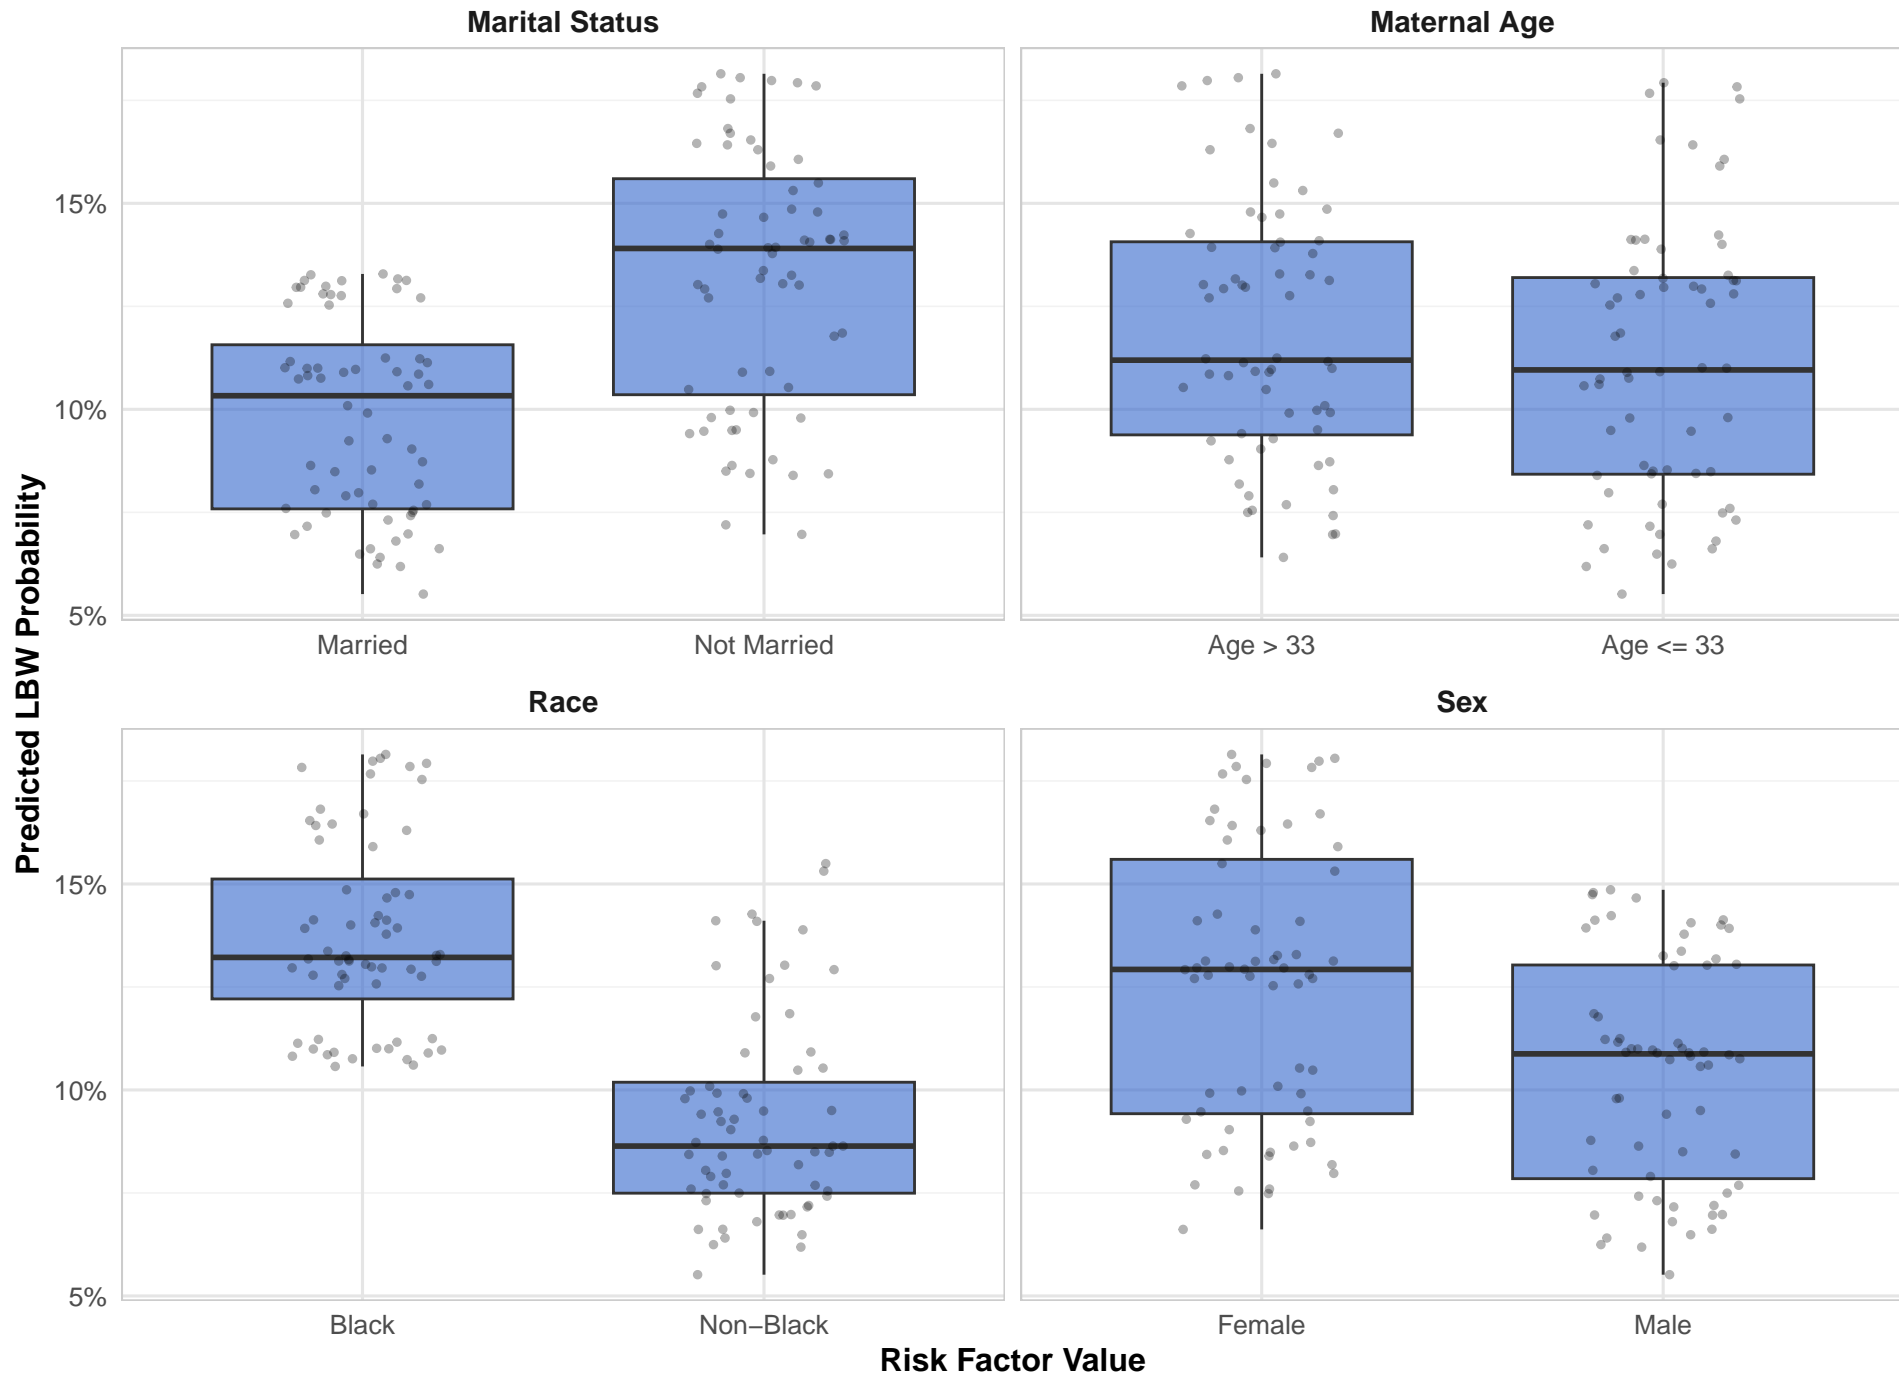 Marital Status
Maternal Age
15%
10%
5%
Married
Not Married
Age > 33
Age <= 33
Predicted LBW Probability
Race
Sex
15%
10%
5%
Black
Non−Black
Female
Male
Risk Factor Value